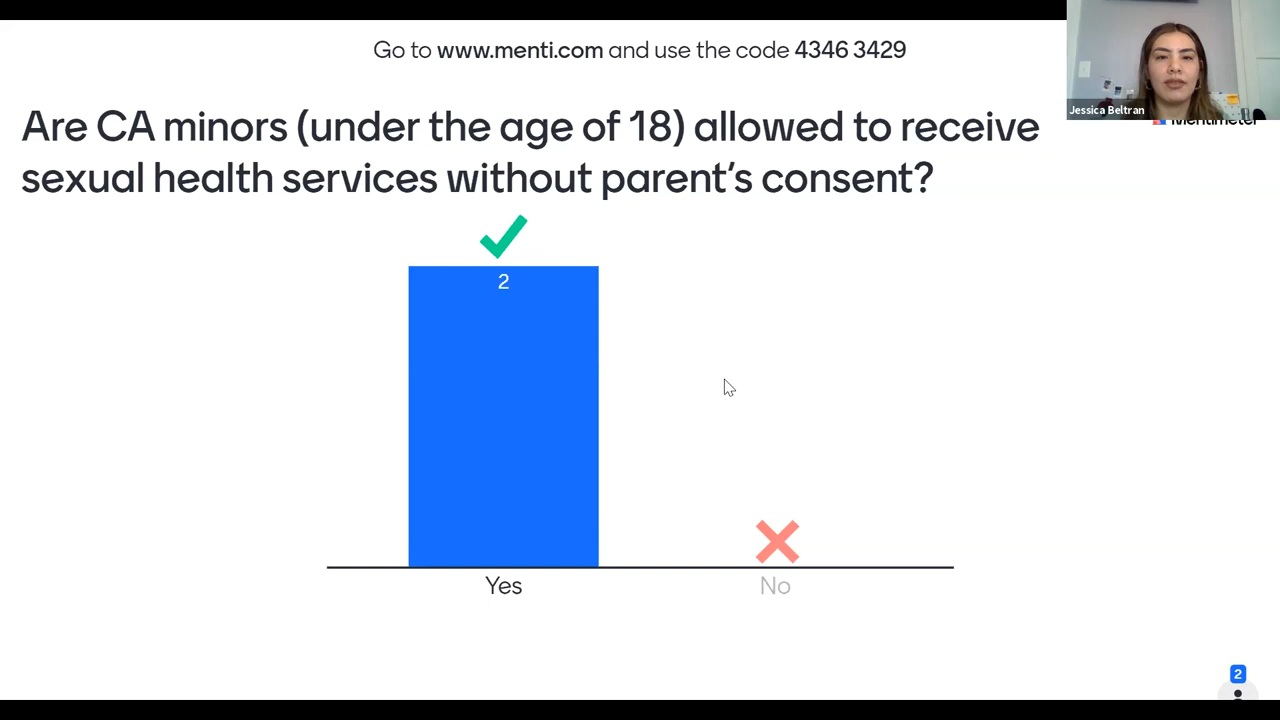 Go to www.menti.com and use the code 4346 3429
Jessica Beltran
Mentimeter
Are CA minors (under the age of 18) allowed to receive
sexual health services without parent's consent?
2
Yes
No
2